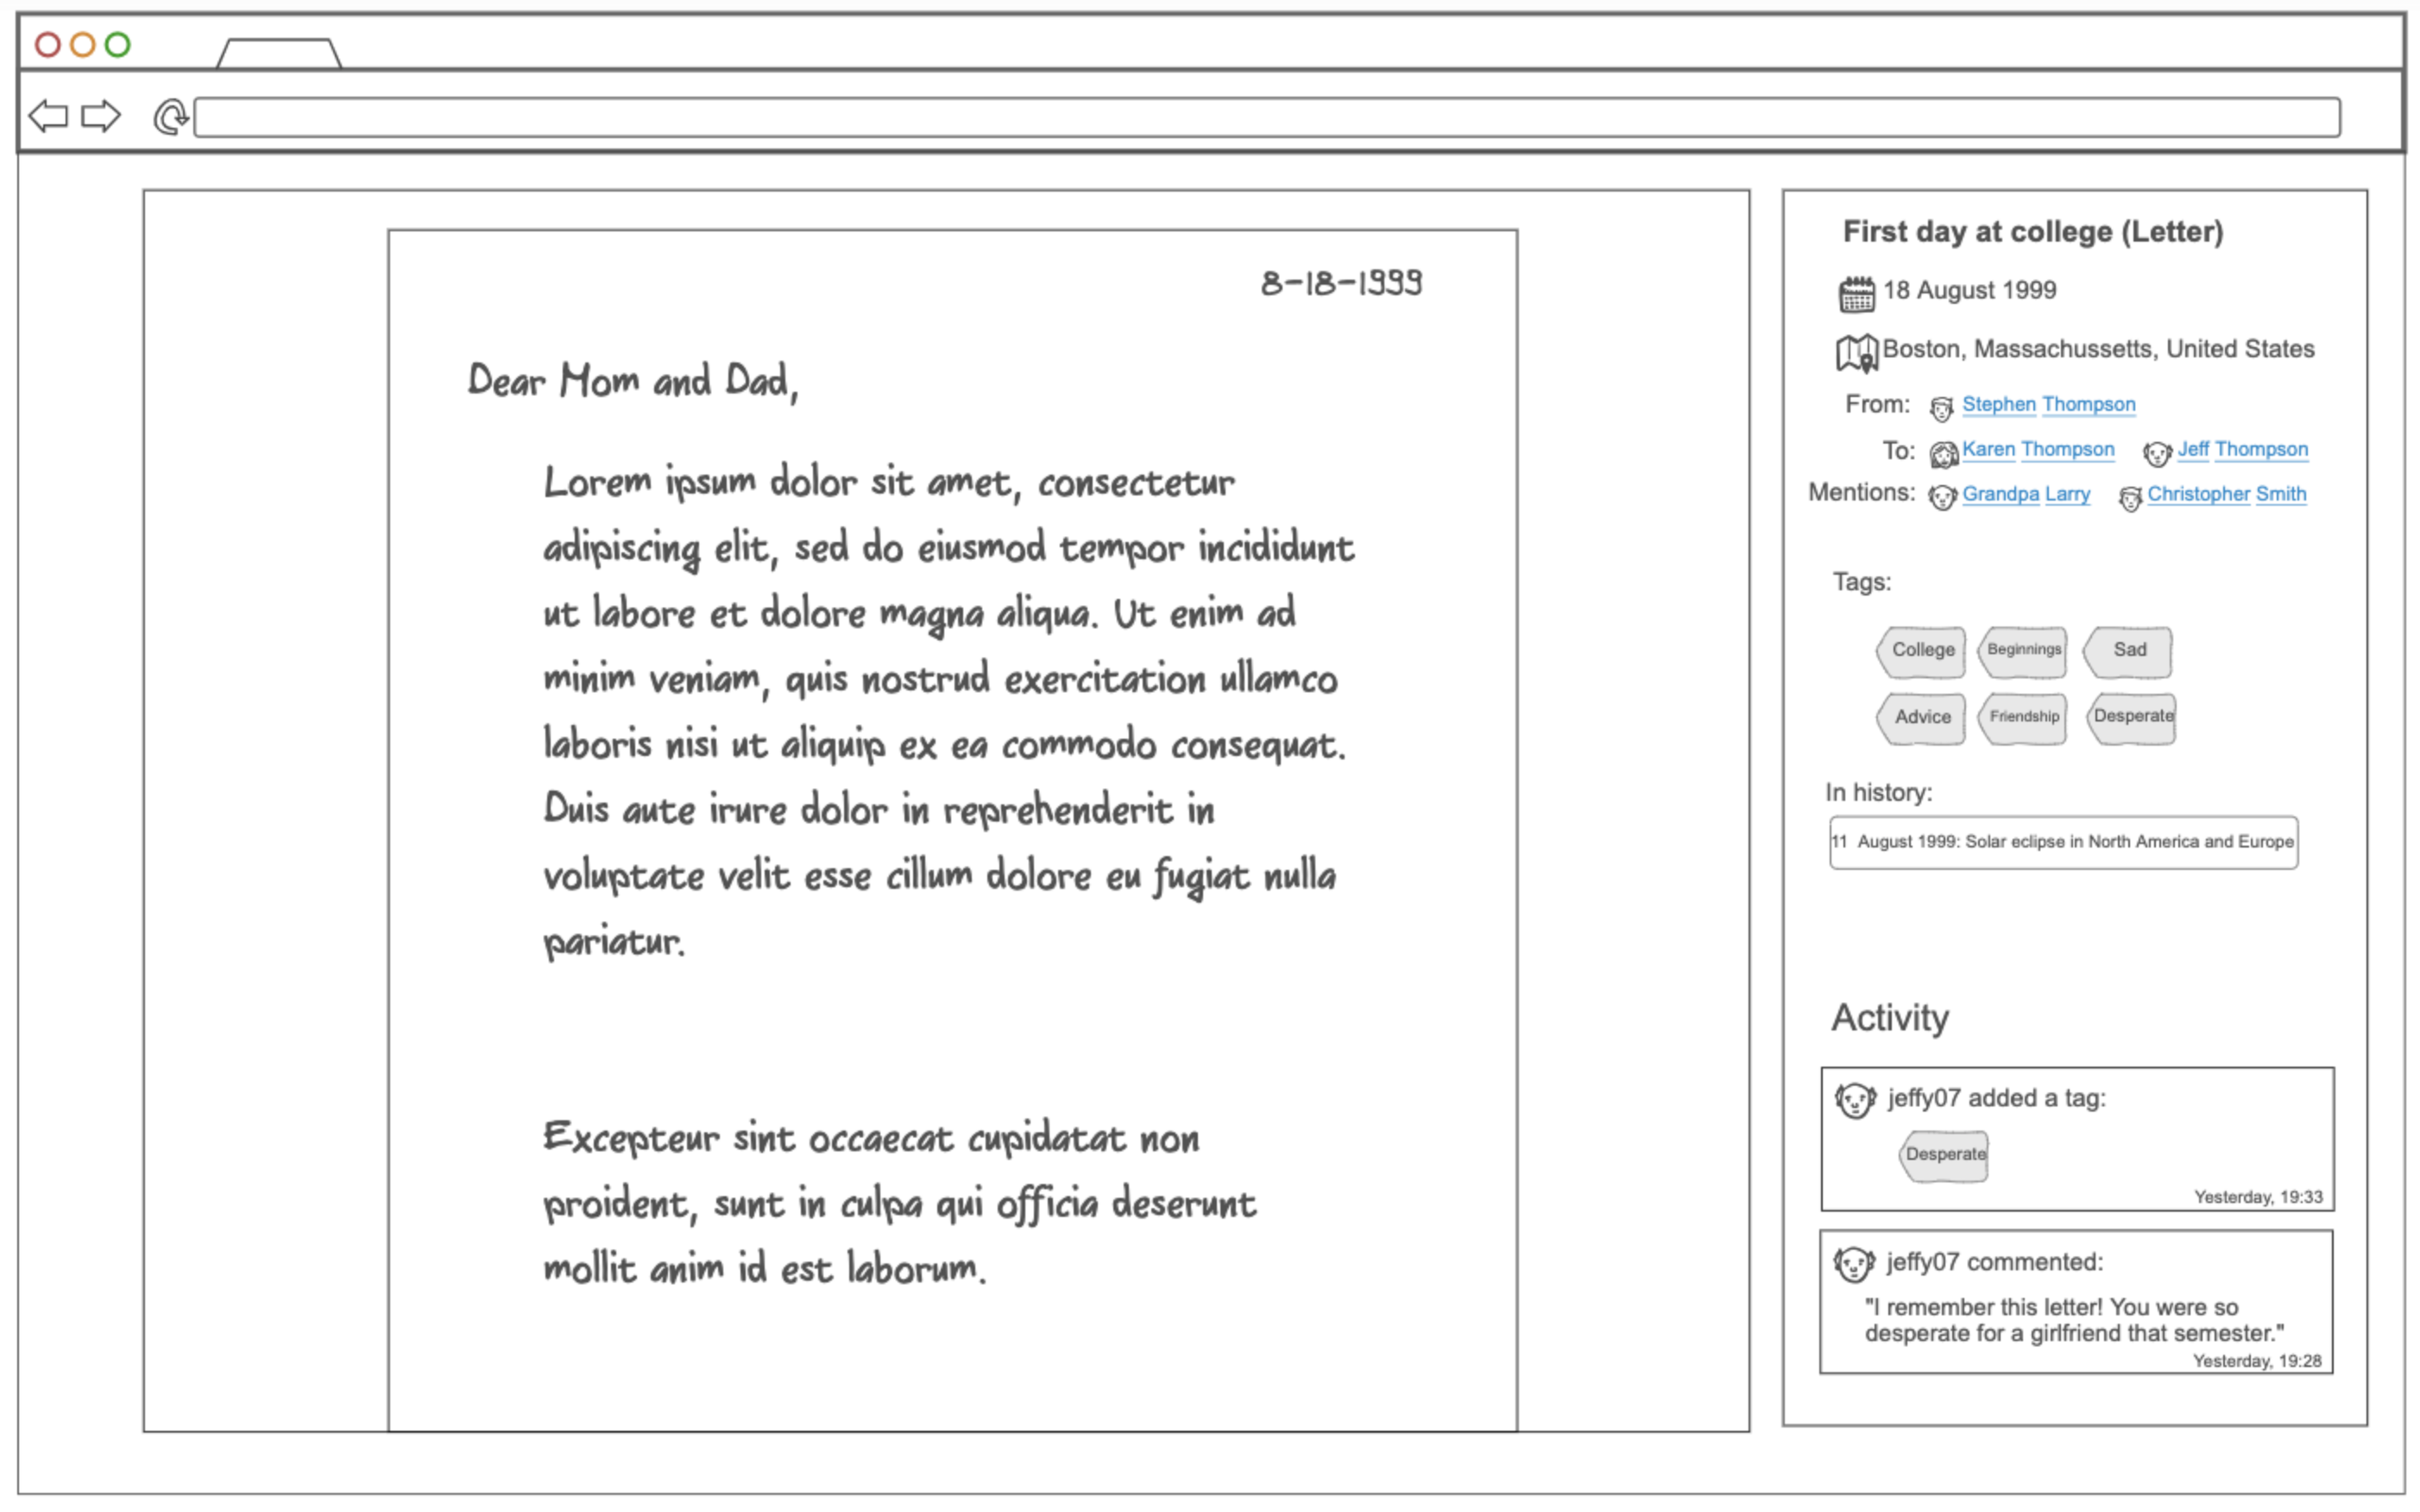 8-18-1999
Dear Mom and Dad,
Lorem ipsum dolor sit amet, consectetur
adipiscing elit, sed do eiusmod tempor incididunt
ut labore et dolore magna aliqua. Ut enim ad
minim veniam, quis nostrud exercitation ullamco
laboris nisi ut aliquip ex ea commodo consequat.
Duis aute irure dolor in reprehenderit in
voluptate velit esse cillum dolore eu fugiat nulla
pariatur.
Excepteur sint occaecat cupidatat non
proident, sunt in culpa qui officia deserunt
mollit anim id est laborum.
First day at college (Letter)
18 August 1999
Boston, Massachussetts, United States
From: Stephen Thompson
To: Karen Thompson Jeff Thompson
Mentions: Grandpa Larry Christopher Smith
Tags:
College Beginnings Sad
Advice Friendship Desperate
In history:
11 August 1999: Solar eclipse in North America and Europe
Activity
jeffy07 added a tag:
Desperate
Yesterday, 19:33
jeffy07 commented:
"I remember this letter! You were so
desperate for a girlfriend that semester."
Yesterday, 19:28